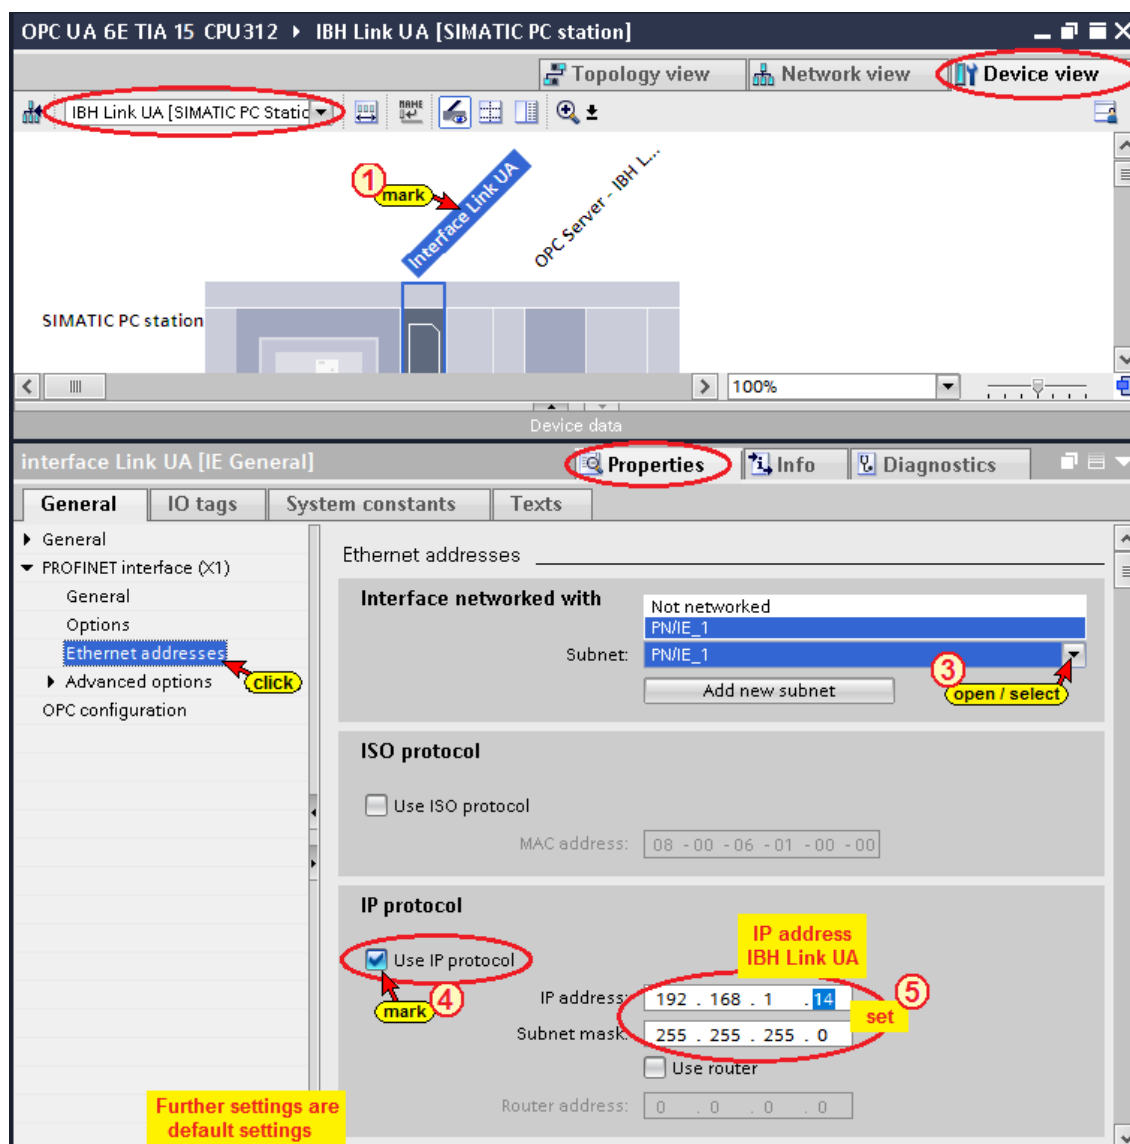 OPC UA 6E TIA 15 CPU312 ▸ IBH Link UA [SIMATIC PC station]
Topology view
Network view
Device view
IBH Link UA [SIMATIC PC Static
NAME
1
mark
Interface Link UA
OPC Server - IBH L...
SIMATIC PC station
100%
Device data
interface Link UA [IE General]
Properties
Info
Diagnostics
General
IO tags
System constants
Texts
General
PROFINET interface (X1)
General
Options
Ethernet addresses
click
Advanced options
OPC configuration
Ethernet addresses
Interface networked with
Not networked
PN/IE_1
Subnet: PN/IE_1
3
open / select
Add new subnet
ISO protocol
Use ISO protocol
MAC address: 08 - 00 - 06 - 01 - 00 - 00
IP protocol
IP address
IBH Link UA
Use IP protocol
mark
4
IP address: 192 . 168 . 1 . 14
5
set
Subnet mask: 255 . 255 . 255 . 0
Use router
Router address: 0 . 0 . 0 . 0
Further settings are
default settings